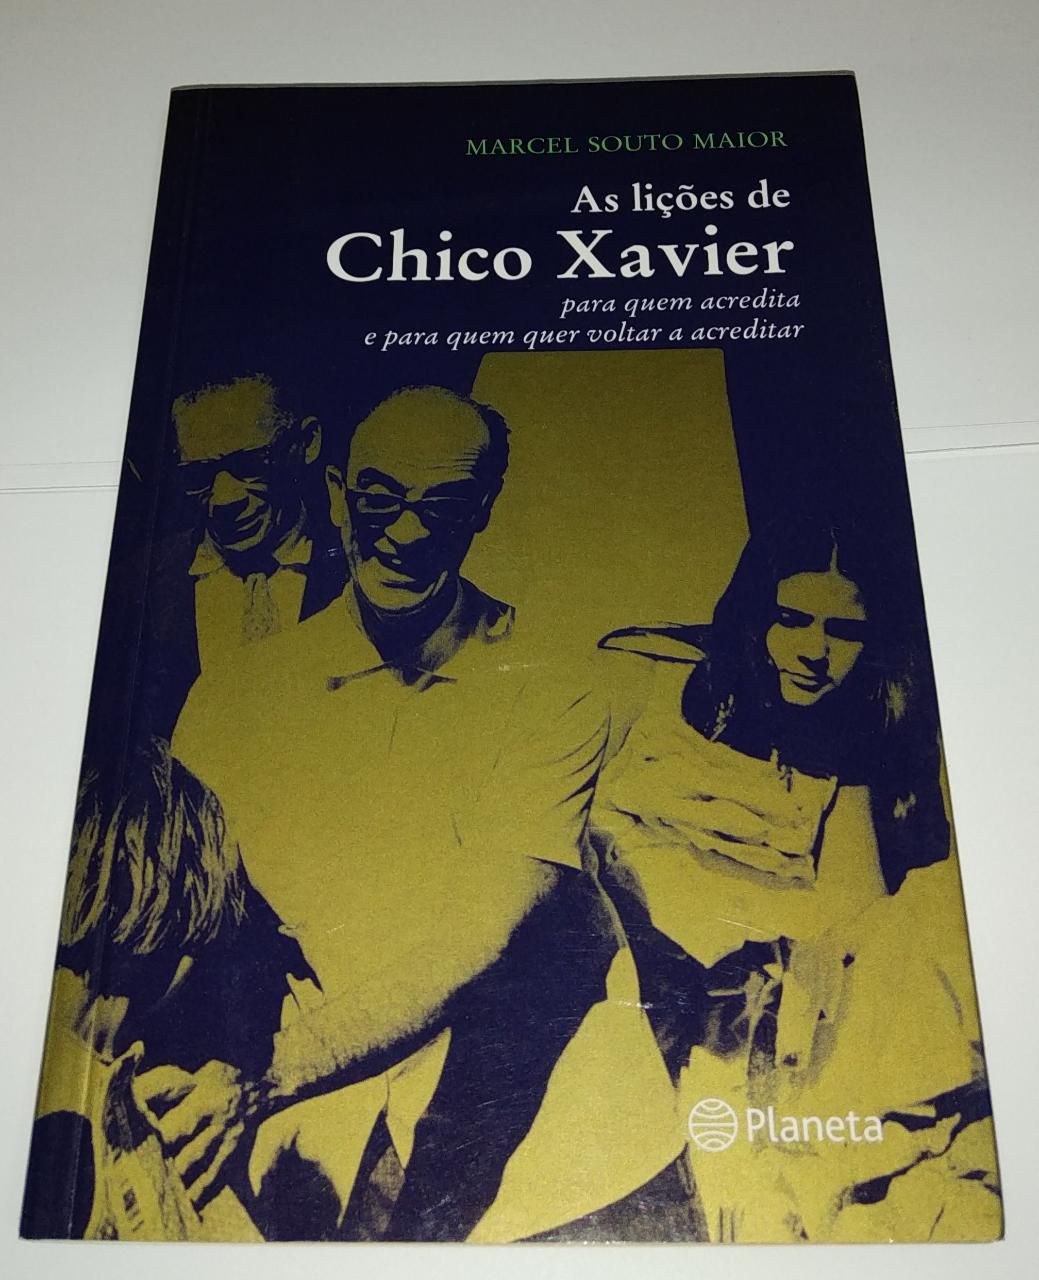 MARCEL SOUTO MAIOR
As lições de
Chico Xavier
para quem acredita
e para quem quer voltar a acreditar
Planeta